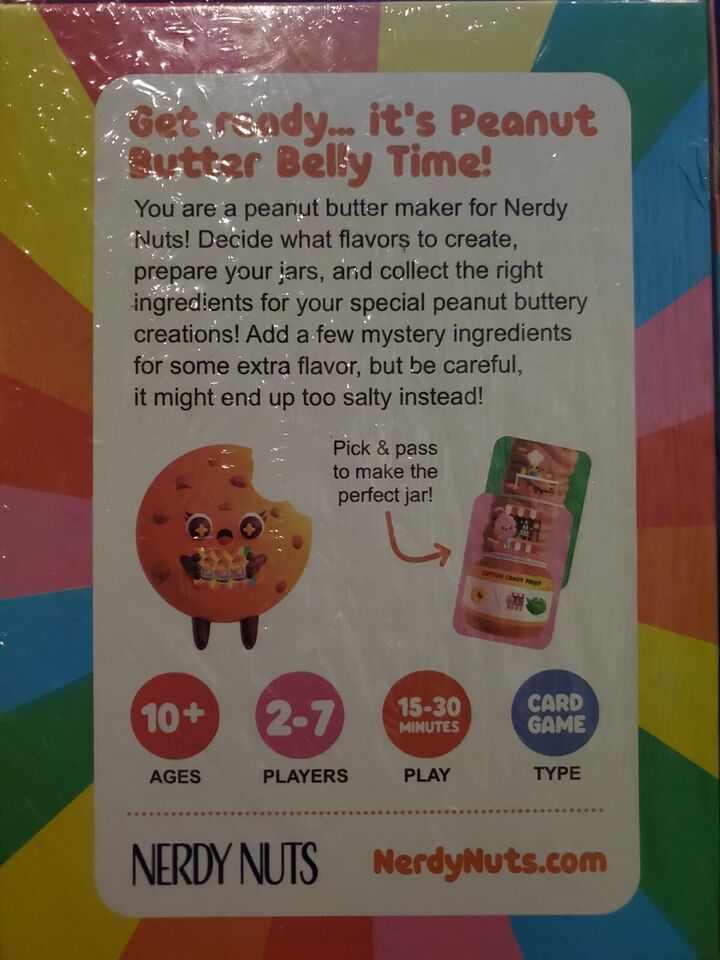 Get ready... it's Peanut
Butter Belly Time!
You are a peanut butter maker for Nerdy
Nuts! Decide what flavors to create,
prepare your jars, and collect the right
ingredients for your special peanut buttery
creations! Add a few mystery ingredients
for some extra flavor, but be careful,
it might end up too salty instead!
Pick & pass
to make the
perfect jar!
COTTON CANDY FRUIT
10+
AGES
2-7
PLAYERS
15-30
MINUTES
PLAY
CARD
GAME
TYPE
NERDY NUTS
NerdyNuts.com